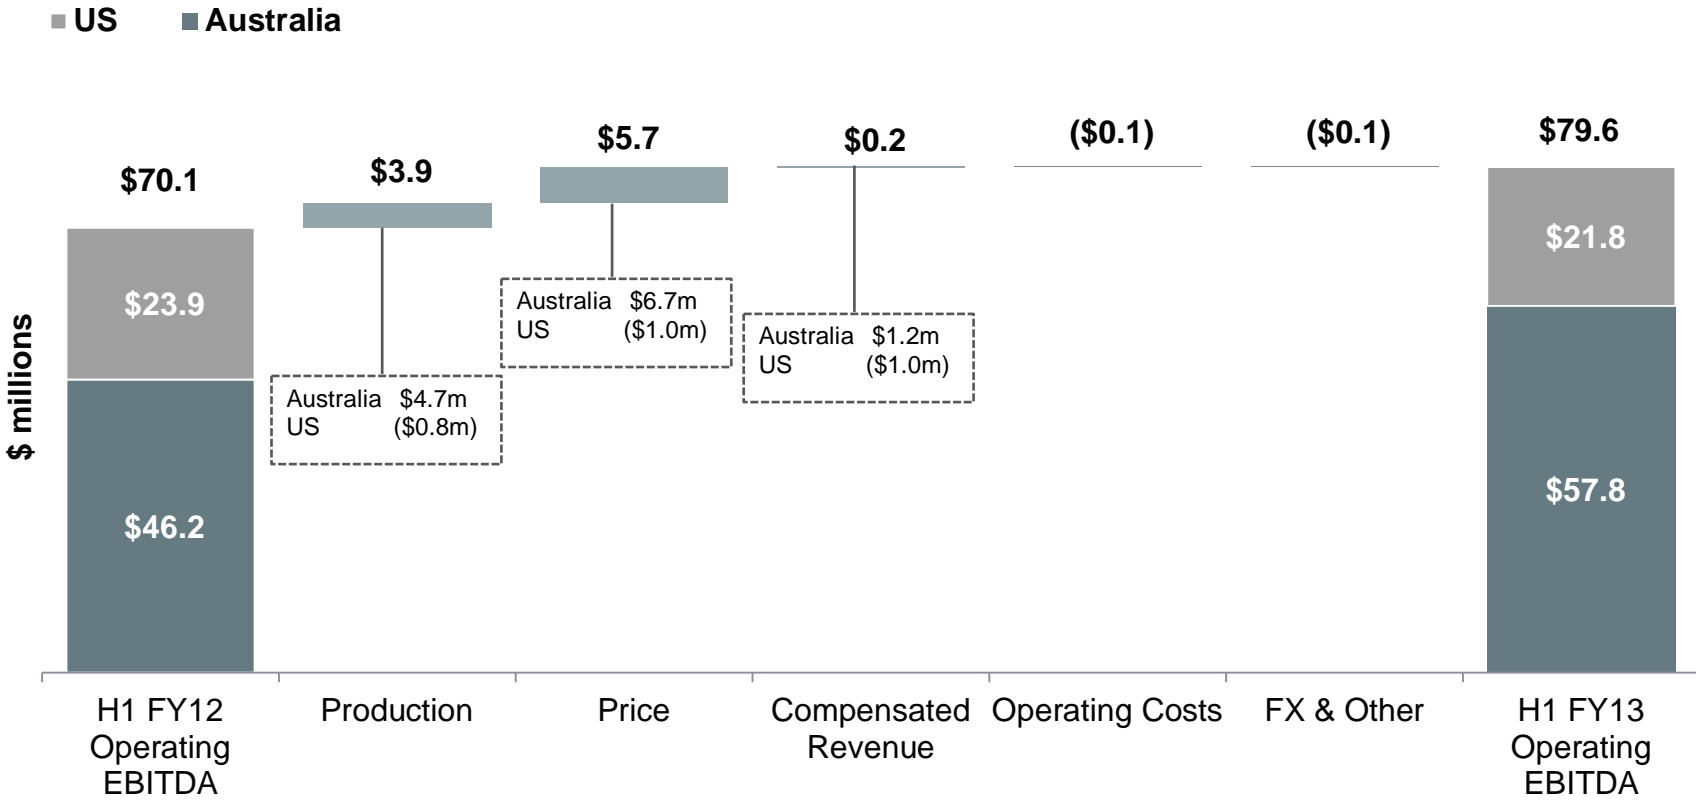 US Australia
$70.1
$3.9
$5.7
$0.2
($0.1)
($0.1)
$79.6
$23.9
$46.2
Australia $4.7m
US ($0.8m)
Australia $6.7m
US ($1.0m)
Australia $1.2m
US ($1.0m)
$21.8
$57.8
$ millions
H1 FY12
Operating
EBITDA
Production
Price
Compensated
Revenue
Operating Costs
FX & Other
H1 FY13
Operating
EBITDA